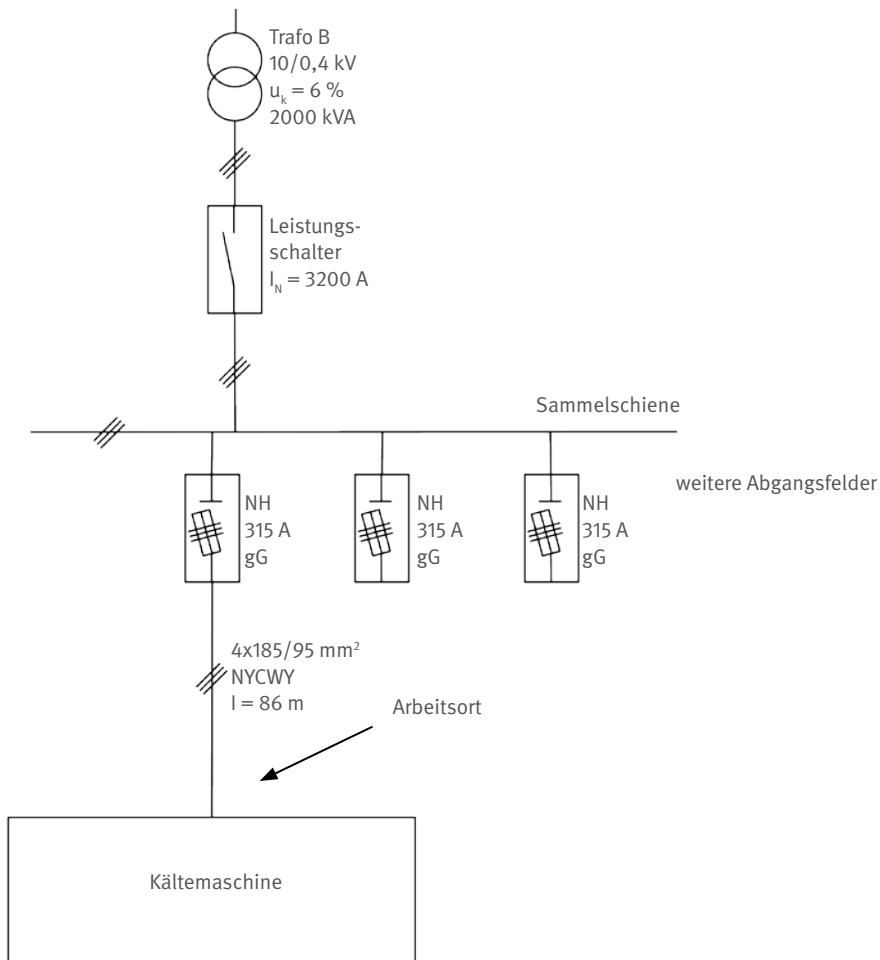 Trafo B
10/0,4 kV
uₖ = 6 %
2000 kVA
Leistungs-
schalter
I_N = 3200 A
Sammelschiene
weitere Abgangsfelder
NH
315 A
gG
NH
315 A
gG
NH
315 A
gG
4x185/95 mm²
NYCWY
l = 86 m
Arbeitsort
Kältemaschine